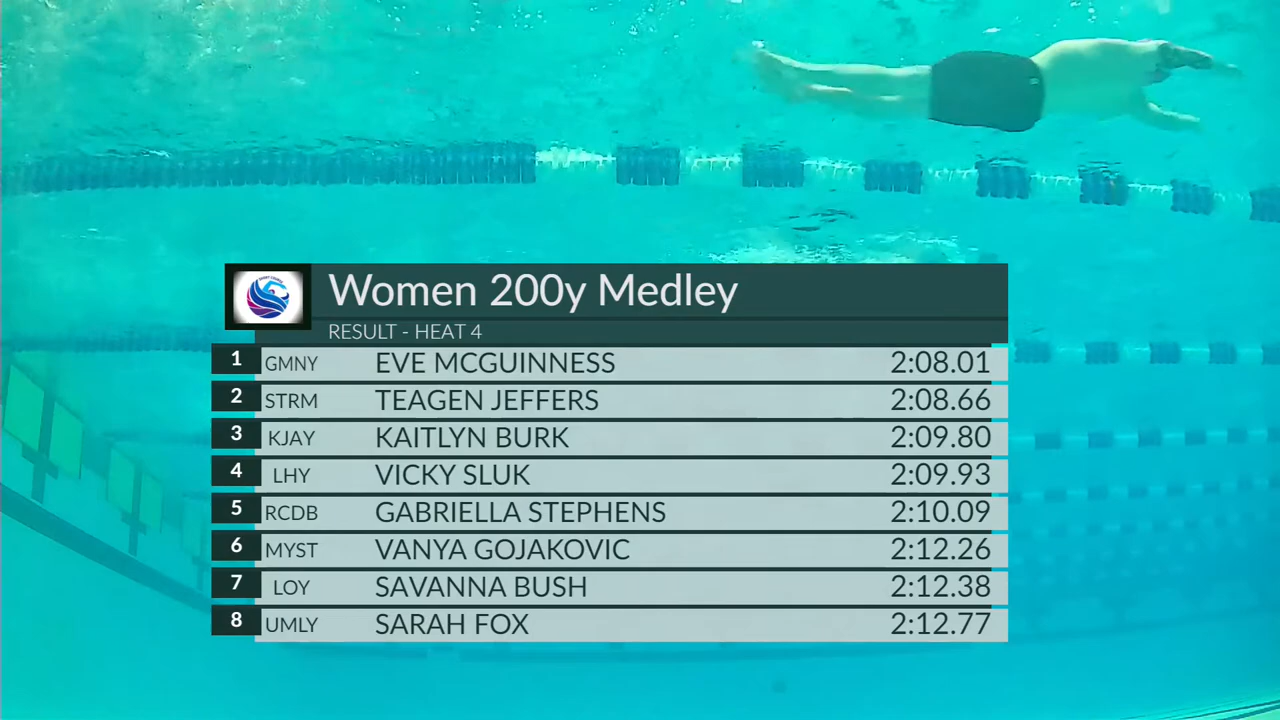 Women 200y Medley
RESULT - HEAT 4
1 GMNY EVE MCGUINNESS 2:08.01
2 STRM TEAGEN JEFFERS 2:08.66
3 KJAY KAITLYN BURK 2:09.80
4 LHY VICKY SLUK 2:09.93
5 RCDB GABRIELLA STEPHENS 2:10.09
6 MYST VANYA GOJAKOVIC 2:12.26
7 LOY SAVANNA BUSH 2:12.38
8 UMLY SARAH FOX 2:12.77